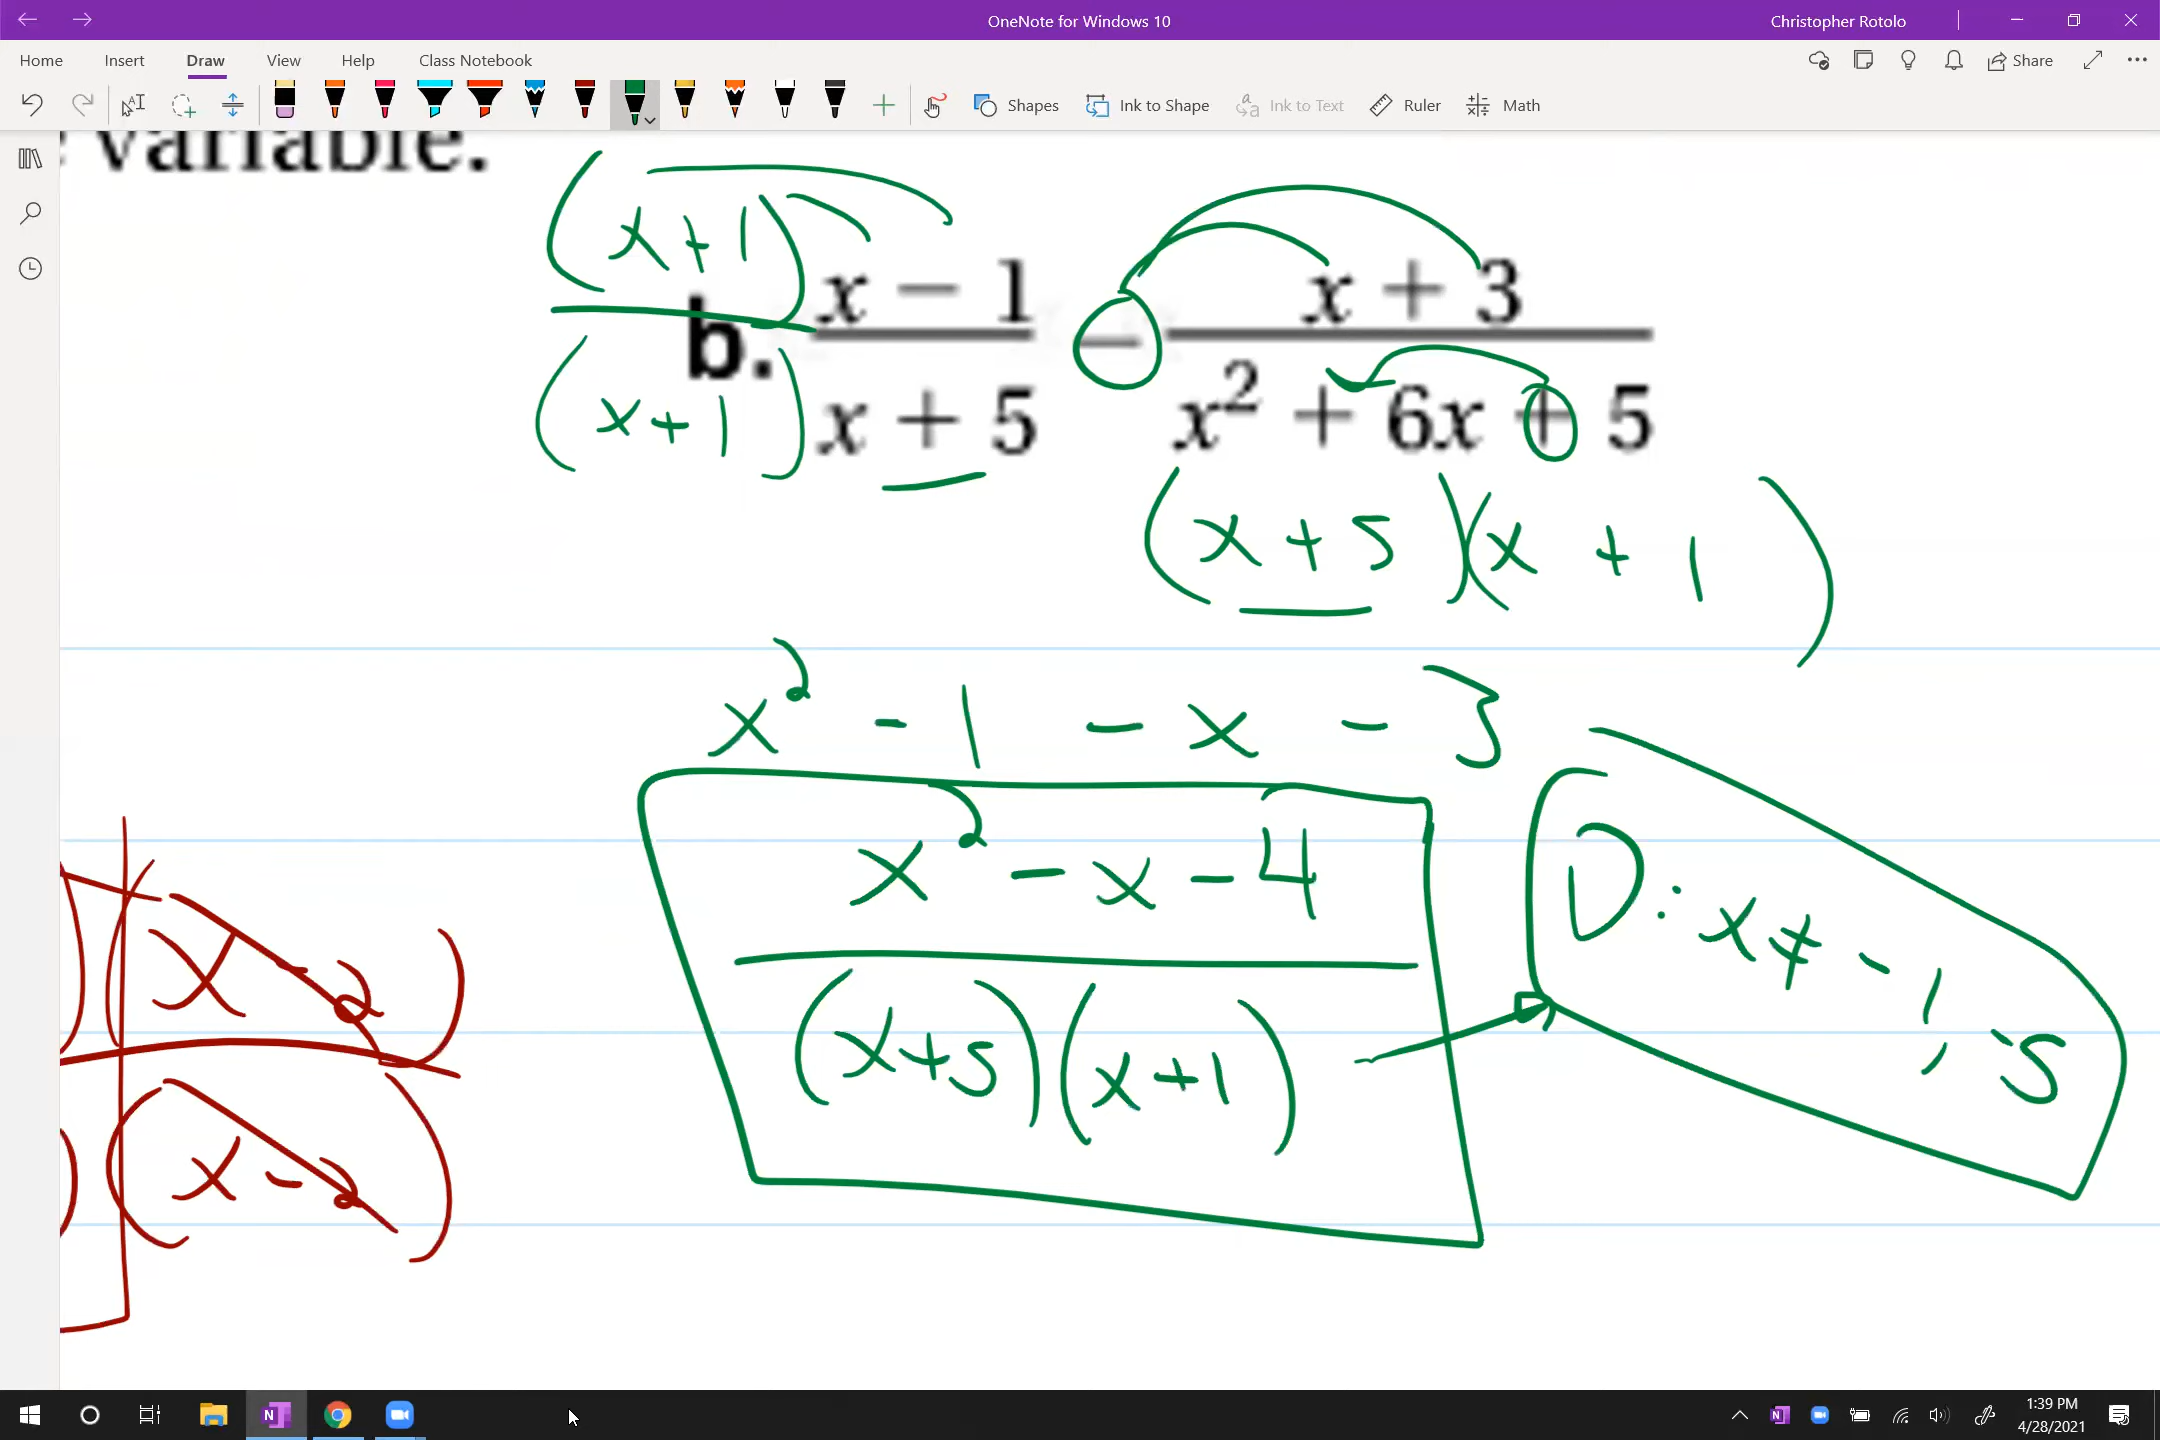 OneNote for Windows 10
Christopher Rotolo
Home Insert Draw View Help Class Notebook
Share
Shapes Ink to Shape Ink to Text Ruler Math
variable.
(x+1)
(x+1)
b. x − 1 / x + 5 − x + 3 / x² + 6x + 5
(x+5)(x + 1)
x² - 1 - x - 3
x² - x - 4
(x+5)(x+1)
D: x≠ -1, -5
(x-2)
(x-2)
1:39 PM
4/28/2021